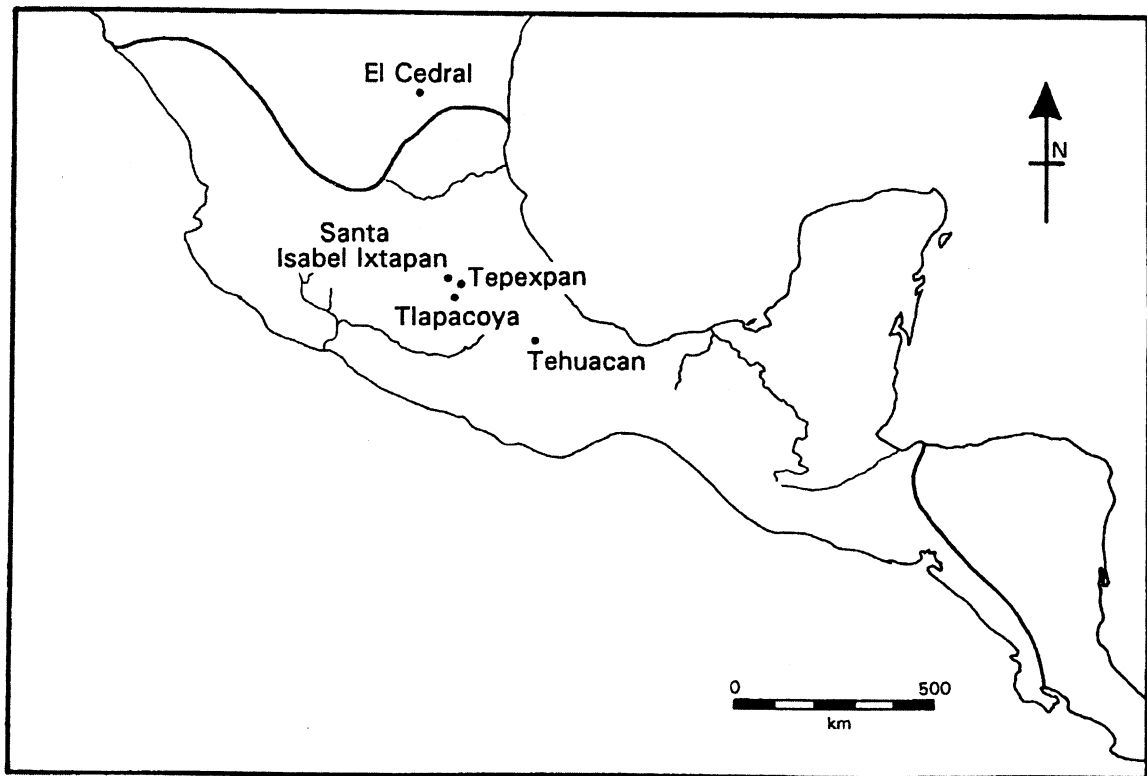 El Cedral
N
Santa
Isabel Ixtapan
Tepexpan
Tlapacoya
Tehuacan
0 500
km